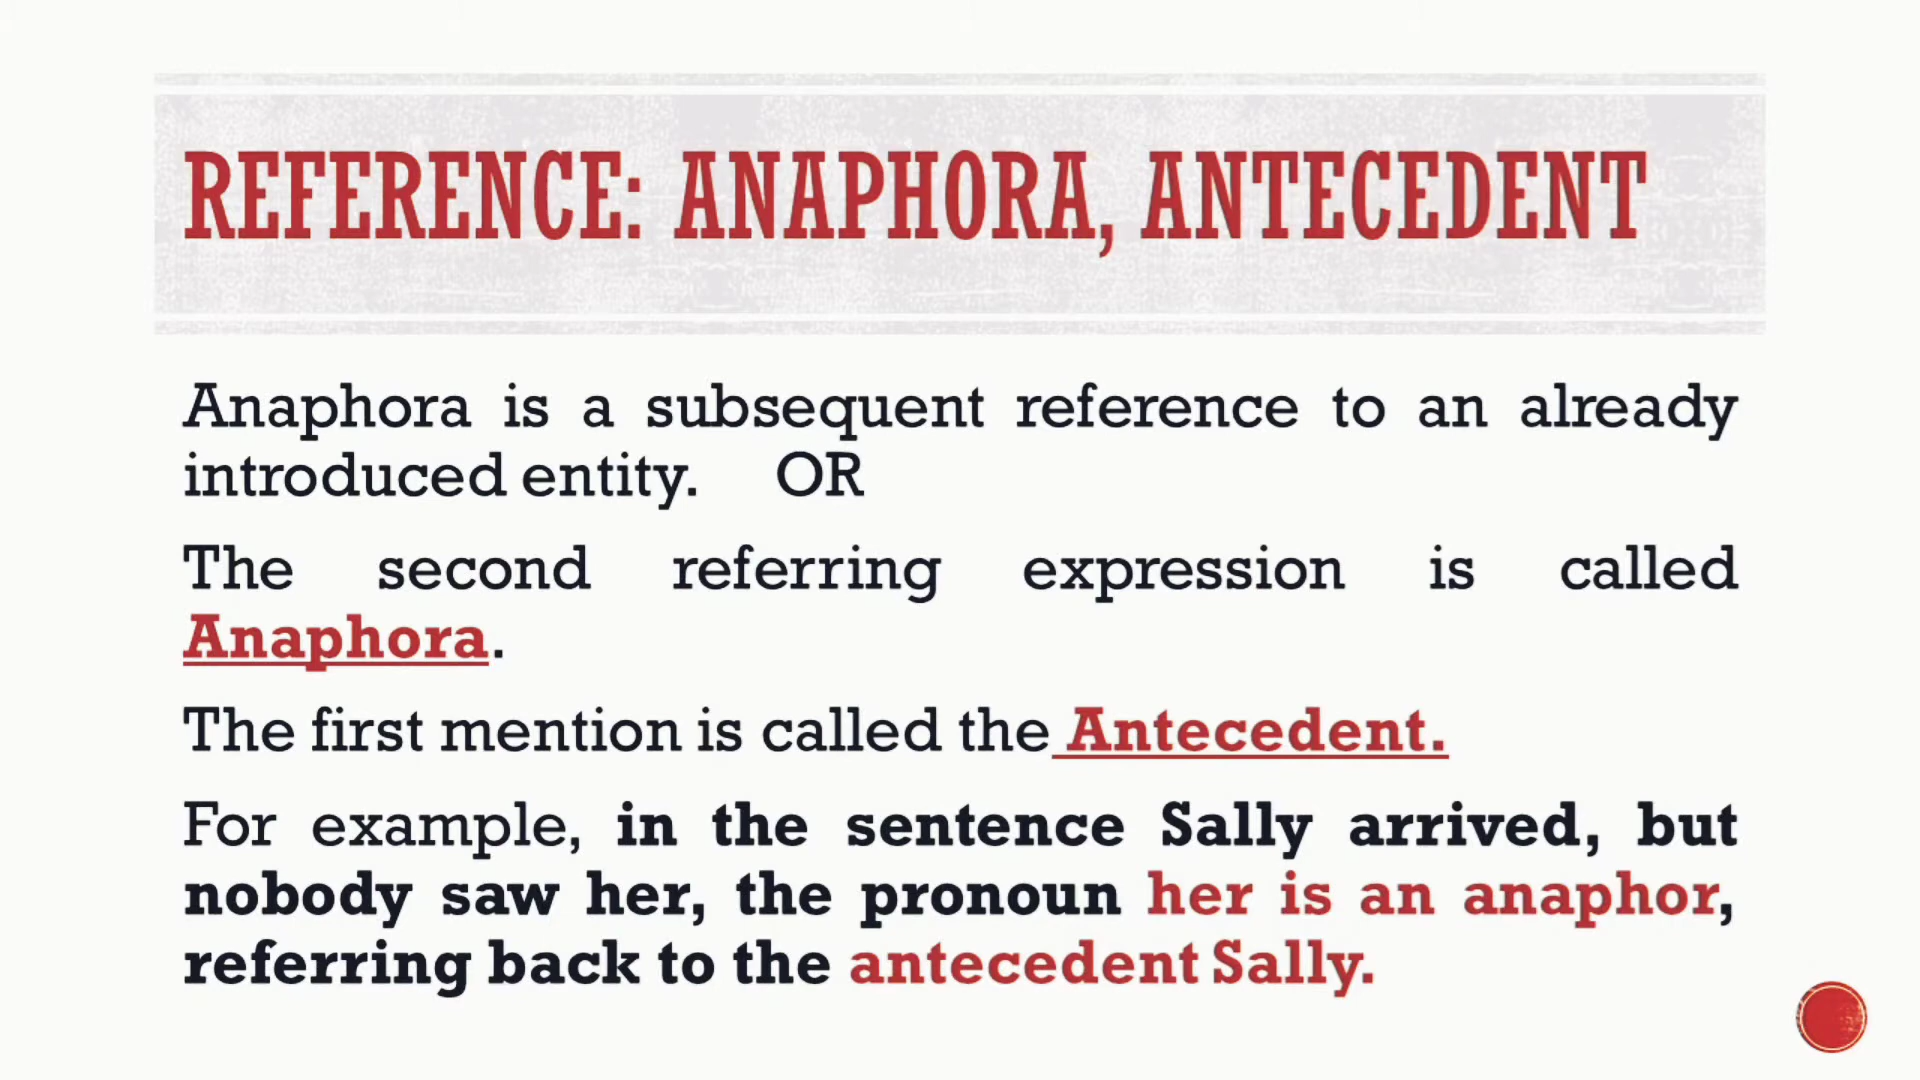 REFERENCE: ANAPHORA, ANTECEDENT
Anaphora is a subsequent reference to an already
introduced entity. OR
The second referring expression is called
Anaphora.
The first mention is called the Antecedent.
For example, in the sentence Sally arrived, but
nobody saw her, the pronoun her is an anaphor,
referring back to the antecedent Sally.